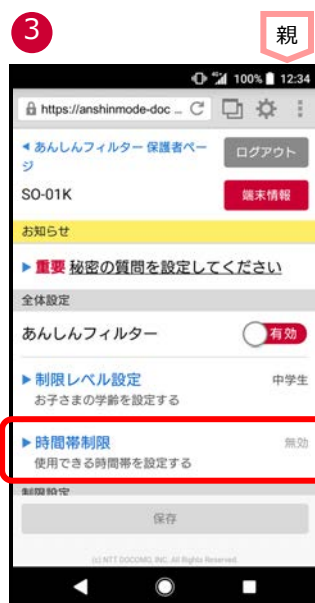 3
親
100% 12:34
https://anshinmode-doc ...
あんしんフィルター 保護者ペー
ジ
ログアウト
SO-01K
端末情報
お知らせ
重要 秘密の質問を設定してください
全体設定
あんしんフィルター
有効
制限レベル設定
中学生
お子さまの学齢を設定する
時間帯制限
無効
使用できる時間帯を設定する
制限設定
保存
(c) NTT DOCOMO, INC. All Rights Reserved.